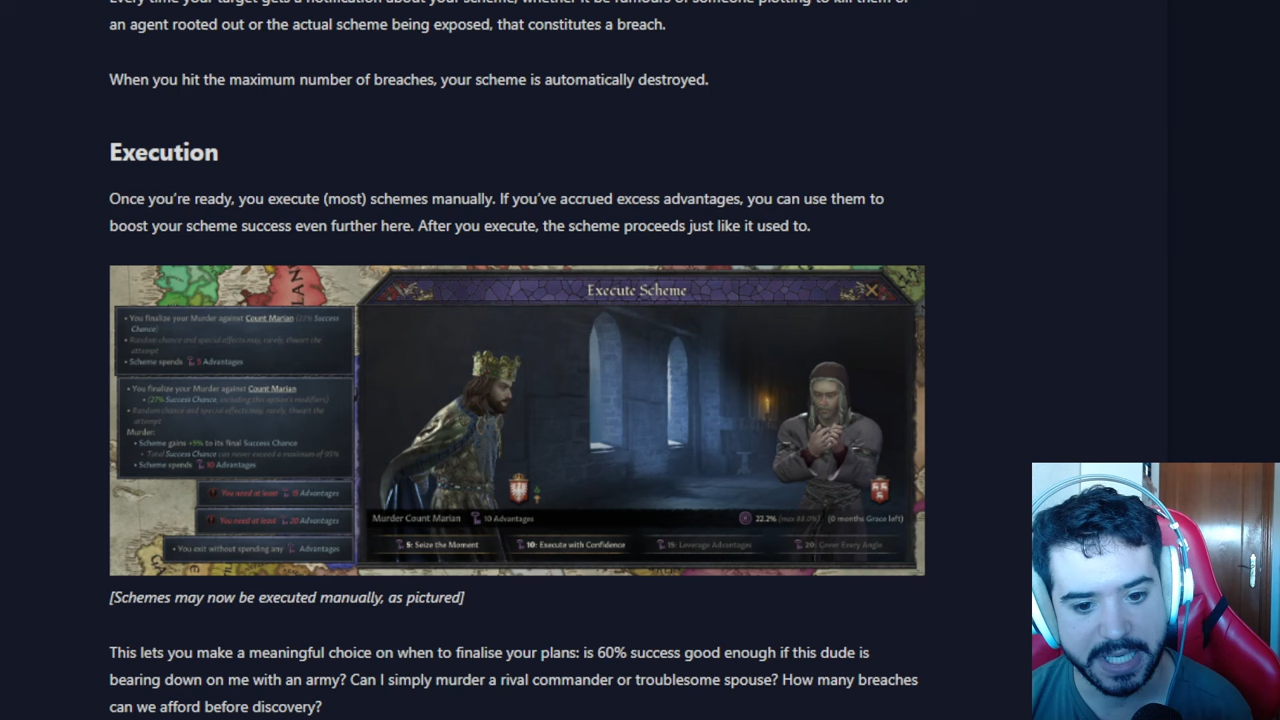 Every time your target gets a notification about your scheme, whether it be rumours of someone plotting to kill them or
an agent rooted out or the actual scheme being exposed, that constitutes a breach.
When you hit the maximum number of breaches, your scheme is automatically destroyed.
Execution
Once you’re ready, you execute (most) schemes manually. If you’ve accrued excess advantages, you can use them to
boost your scheme success even further here. After you execute, the scheme proceeds just like it used to.
LAN
Execute Scheme
• You finalize your Murder against Count Marian (22% Success
Chance)
• Random chance and special effects may, rarely, thwart the
attempt
• Scheme spends 5 Advantages
• You finalize your Murder against Count Marian
• (27% Success Chance, including this option's modifiers)
• Random chance and special effects may, rarely, thwart the
attempt
Murder:
• Scheme gains +5% to its final Success Chance
• Total Success Chance can never exceed a maximum of 95%
• Scheme spends 10 Advantages
You need at least 15 Advantages
You need at least 20 Advantages
• You exit without spending any Advantages
Murder Count Marian 10 Advantages 22.2% (max 88.0%) (0 months Grace left)
5: Seize the Moment 10: Execute with Confidence 15: Leverage Advantages 20: Cover Every Angle
[Schemes may now be executed manually, as pictured]
This lets you make a meaningful choice on when to finalise your plans: is 60% success good enough if this dude is
bearing down on me with an army? Can I simply murder a rival commander or troublesome spouse? How many breaches
can we afford before discovery?